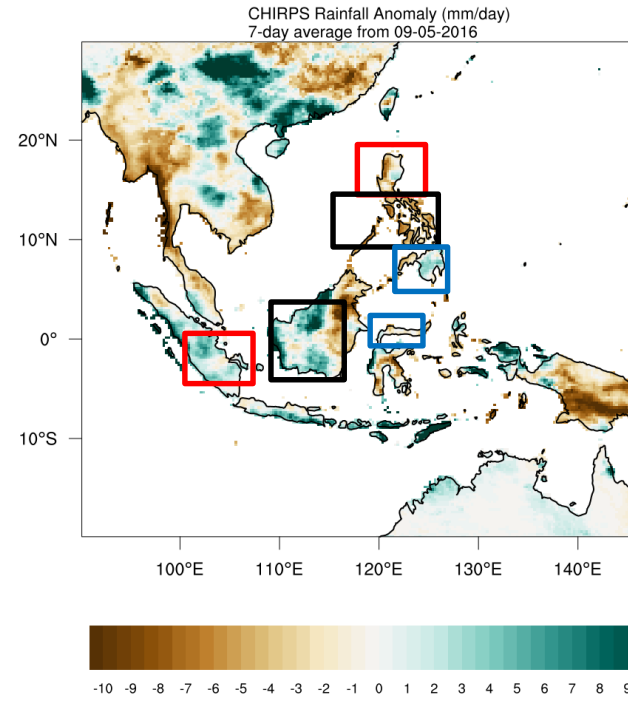 CHIRPS Rainfall Anomaly (mm/day)
7-day average from 09-05-2016
20°N
10°N
0°
10°S
100°E 110°E 120°E 130°E 140°E
-10 -9 -8 -7 -6 -5 -4 -3 -2 -1 0 1 2 3 4 5 6 7 8 9